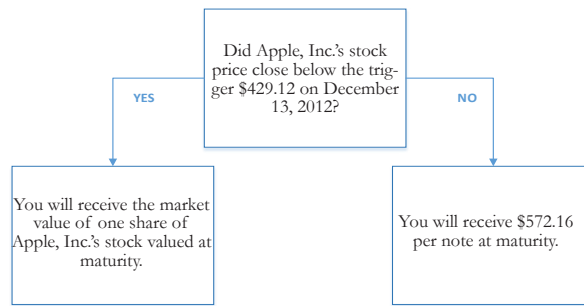 Did Apple, Inc.'s stock
price close below the trig-
ger $429.12 on December
13, 2012?
YES
NO
You will receive the market
value of one share of
Apple, Inc.'s stock valued at
maturity.
You will receive $572.16
per note at maturity.